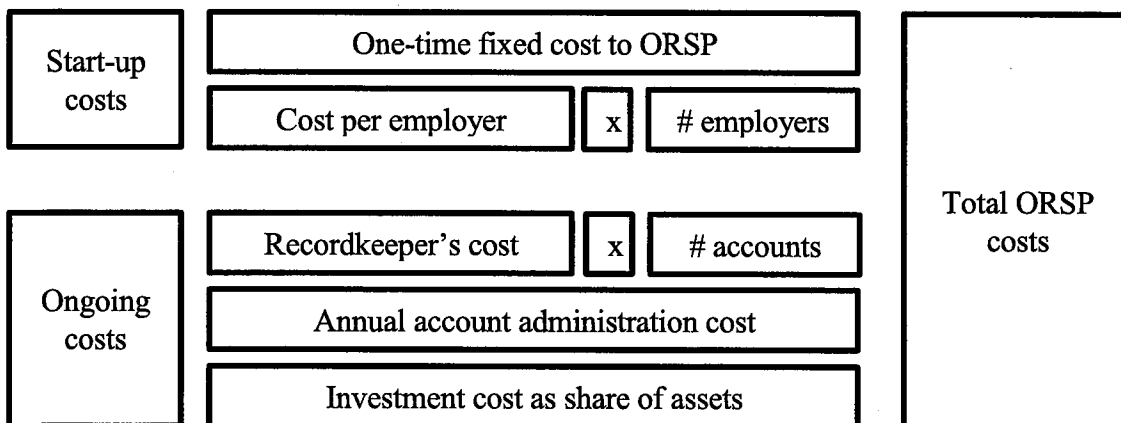 Start-up
costs
One-time fixed cost to ORSP
Cost per employer x # employers
Ongoing
costs
Recordkeeper's cost x # accounts
Annual account administration cost
Investment cost as share of assets
Total ORSP
costs